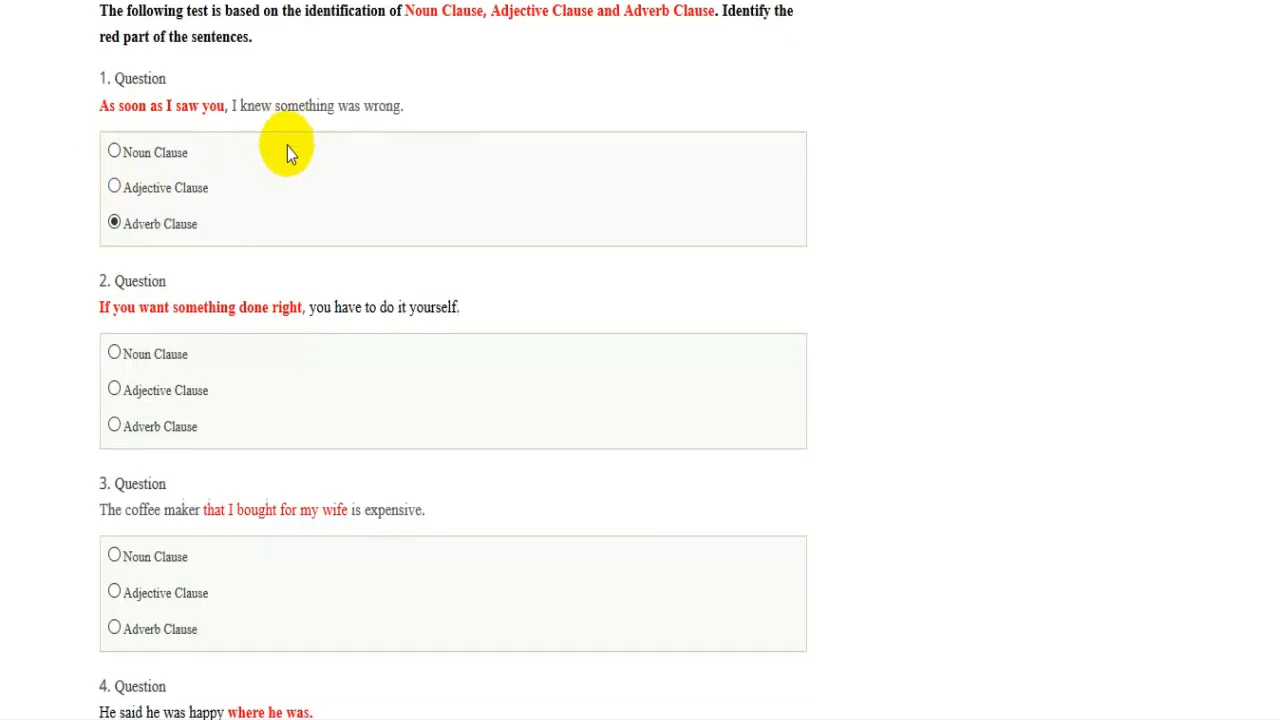 The following test is based on the identification of Noun Clause, Adjective Clause and Adverb Clause. Identify the
red part of the sentences.
1. Question
As soon as I saw you, I knew something was wrong.
Noun Clause
Adjective Clause
Adverb Clause
2. Question
If you want something done right, you have to do it yourself.
Noun Clause
Adjective Clause
Adverb Clause
3. Question
The coffee maker that I bought for my wife is expensive.
Noun Clause
Adjective Clause
Adverb Clause
4. Question
He said he was happy where he was.